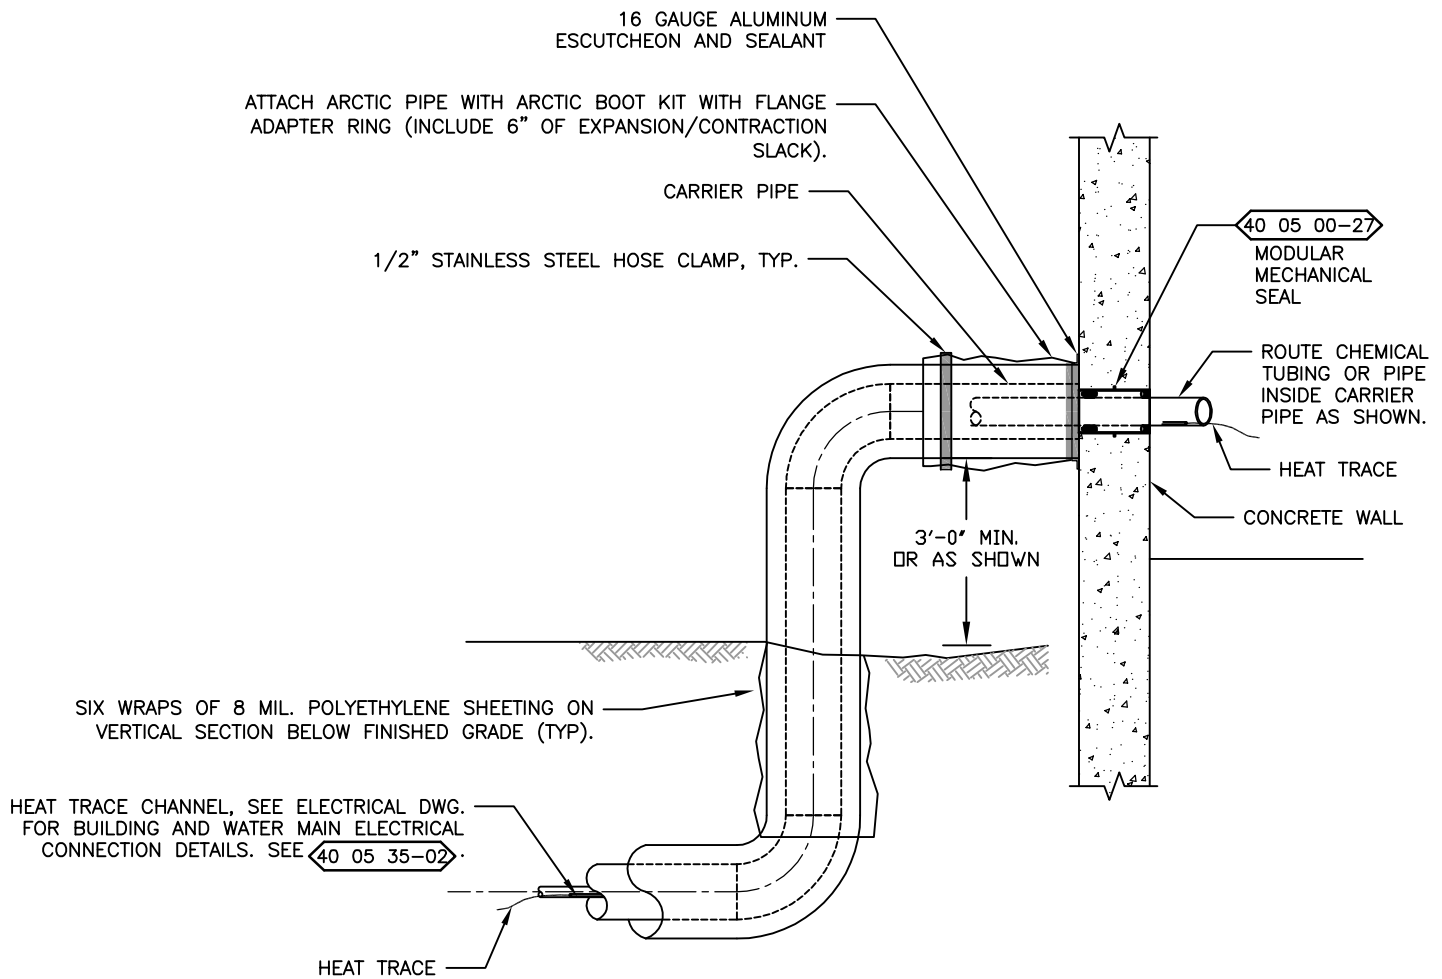 16 GAUGE ALUMINUM
ESCUTCHEON AND SEALANT
ATTACH ARCTIC PIPE WITH ARCTIC BOOT KIT WITH FLANGE
ADAPTER RING (INCLUDE 6" OF EXPANSION/CONTRACTION
SLACK).
CARRIER PIPE
1/2" STAINLESS STEEL HOSE CLAMP, TYP.
40 05 00-27
MODULAR
MECHANICAL
SEAL
ROUTE CHEMICAL
TUBING OR PIPE
INSIDE CARRIER
PIPE AS SHOWN.
HEAT TRACE
CONCRETE WALL
3'-0" MIN.
OR AS SHOWN
SIX WRAPS OF 8 MIL. POLYETHYLENE SHEETING ON
VERTICAL SECTION BELOW FINISHED GRADE (TYP).
HEAT TRACE CHANNEL, SEE ELECTRICAL DWG.
FOR BUILDING AND WATER MAIN ELECTRICAL
CONNECTION DETAILS. SEE 40 05 35-02.
HEAT TRACE